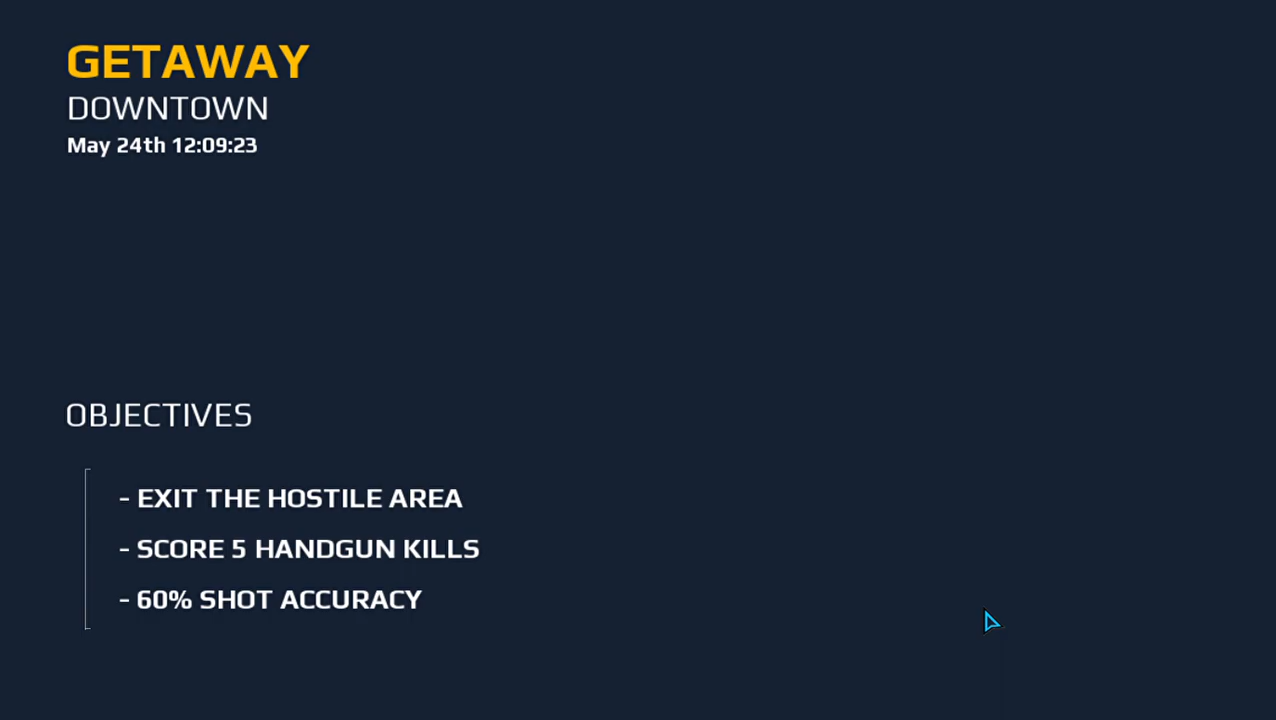 GETAWAY
DOWNTOWN
May 24th 12:09:23
OBJECTIVES
- EXIT THE HOSTILE AREA
- SCORE 5 HANDGUN KILLS
- 60% SHOT ACCURACY